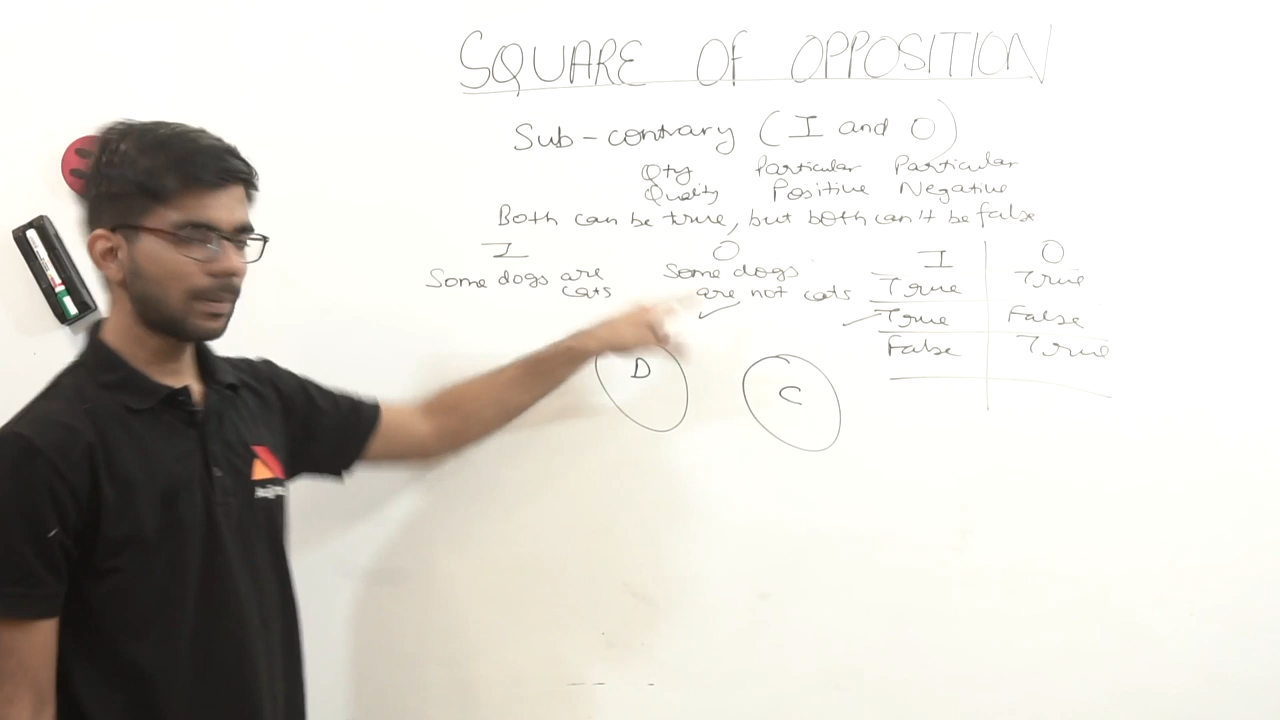 SQUARE OF OPPOSITION
Sub-contrary (I and O)
Qty Particular Particular
Quality Positive Negative
Both can be true, but both can't be false
I O I O
Some dogs are cats
Some dogs are not cats
True True
True False
False True
D C